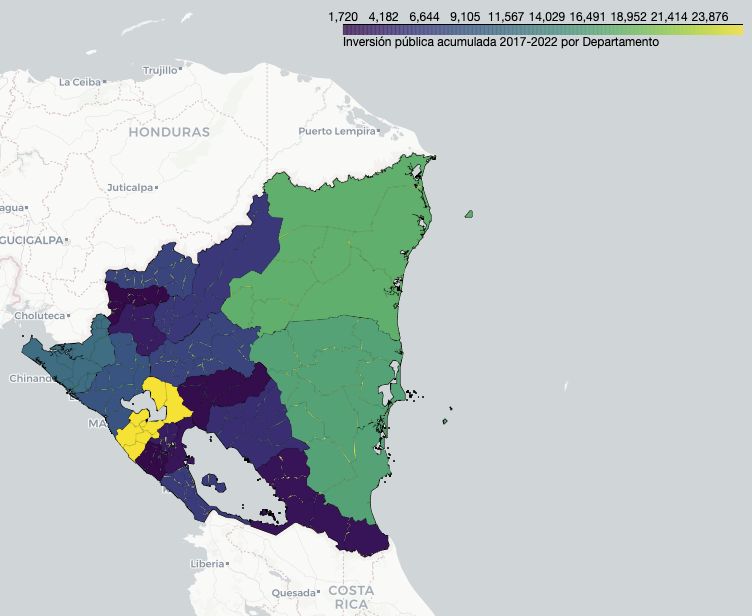 1,720 4,182 6,644 9,105 11,567 14,029 16,491 18,952 21,414 23,876
Inversión pública acumulada 2017-2022 por Departamento
Trujillo
La Ceiba
HONDURAS
Puerto Lempira
Juticalpa
agua
GUCIGALPA
Choluteca
Chinand
MA
Liberia
Quesada
COSTA
RICA